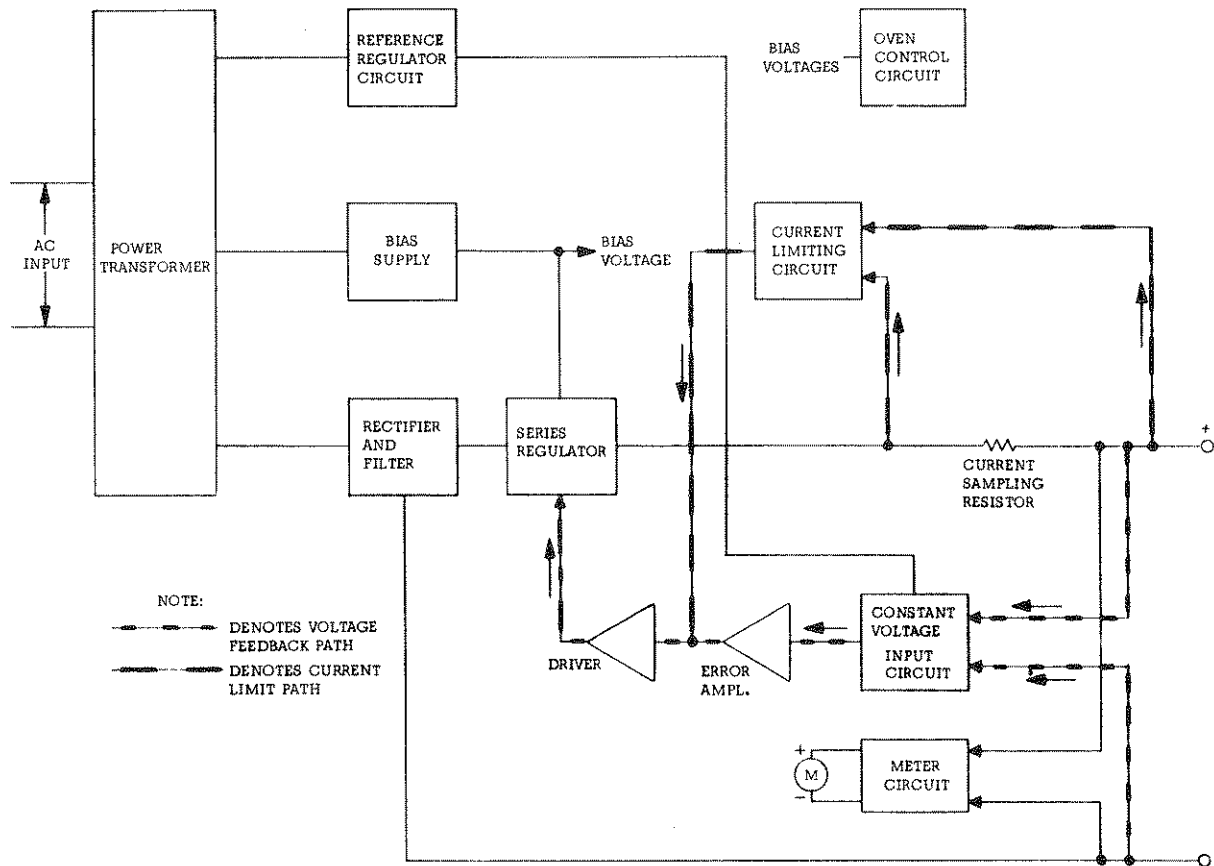 REFERENCE
REGULATOR
CIRCUIT
BIAS
VOLTAGES
OVEN
CONTROL
CIRCUIT
AC
INPUT
POWER
TRANSFORMER
BIAS
SUPPLY
BIAS
VOLTAGE
CURRENT
LIMITING
CIRCUIT
RECTIFIER
AND
FILTER
SERIES
REGULATOR
+
CURRENT
SAMPLING
RESISTOR
NOTE:
DENOTES VOLTAGE
FEEDBACK PATH
DENOTES CURRENT
LIMIT PATH
DRIVER
ERROR
AMPL.
CONSTANT
VOLTAGE
INPUT
CIRCUIT
+
M
-
METER
CIRCUIT